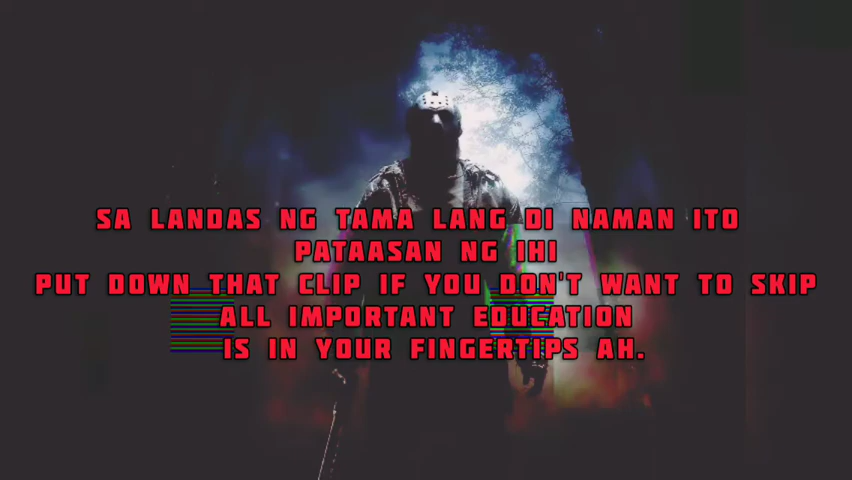 SA LANDAS NG TAMA LANG DI NAMAN ITO
PATAASAN NG IHI
PUT DOWN THAT CLIP IF YOU DON'T WANT TO SKIP
ALL IMPORTANT EDUCATION
IS IN YOUR FINGERTIPS AH.